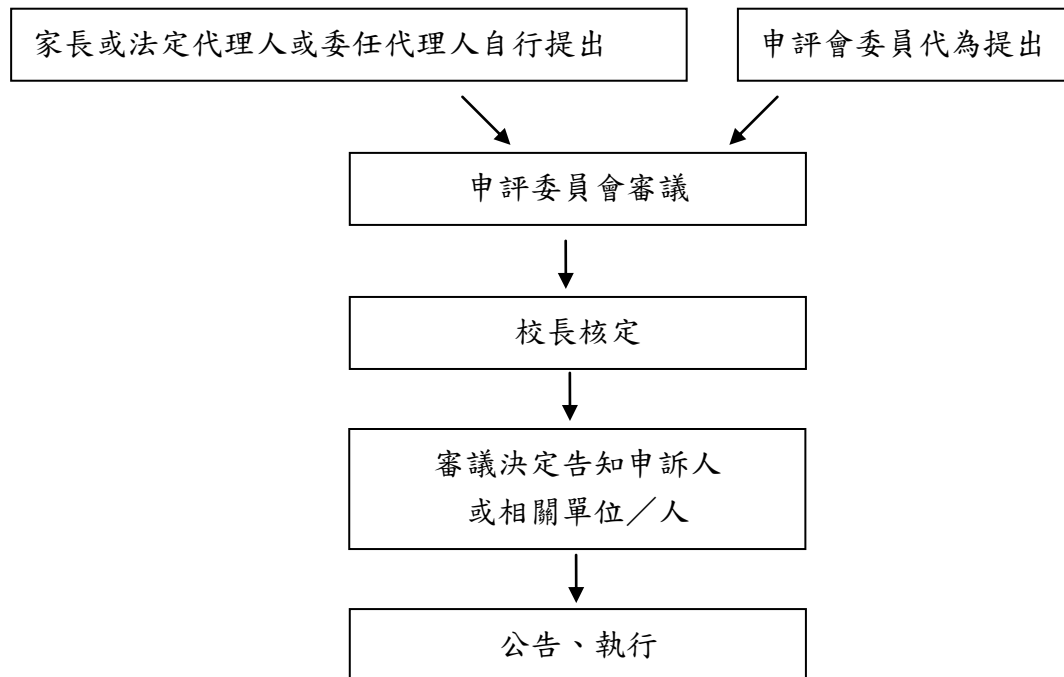 家長或法定代理人或委任代理人自行提出
申評會委員代為提出
申評委員會審議
校長核定
審議決定告知申訴人
或相關單位／人
公告、執行